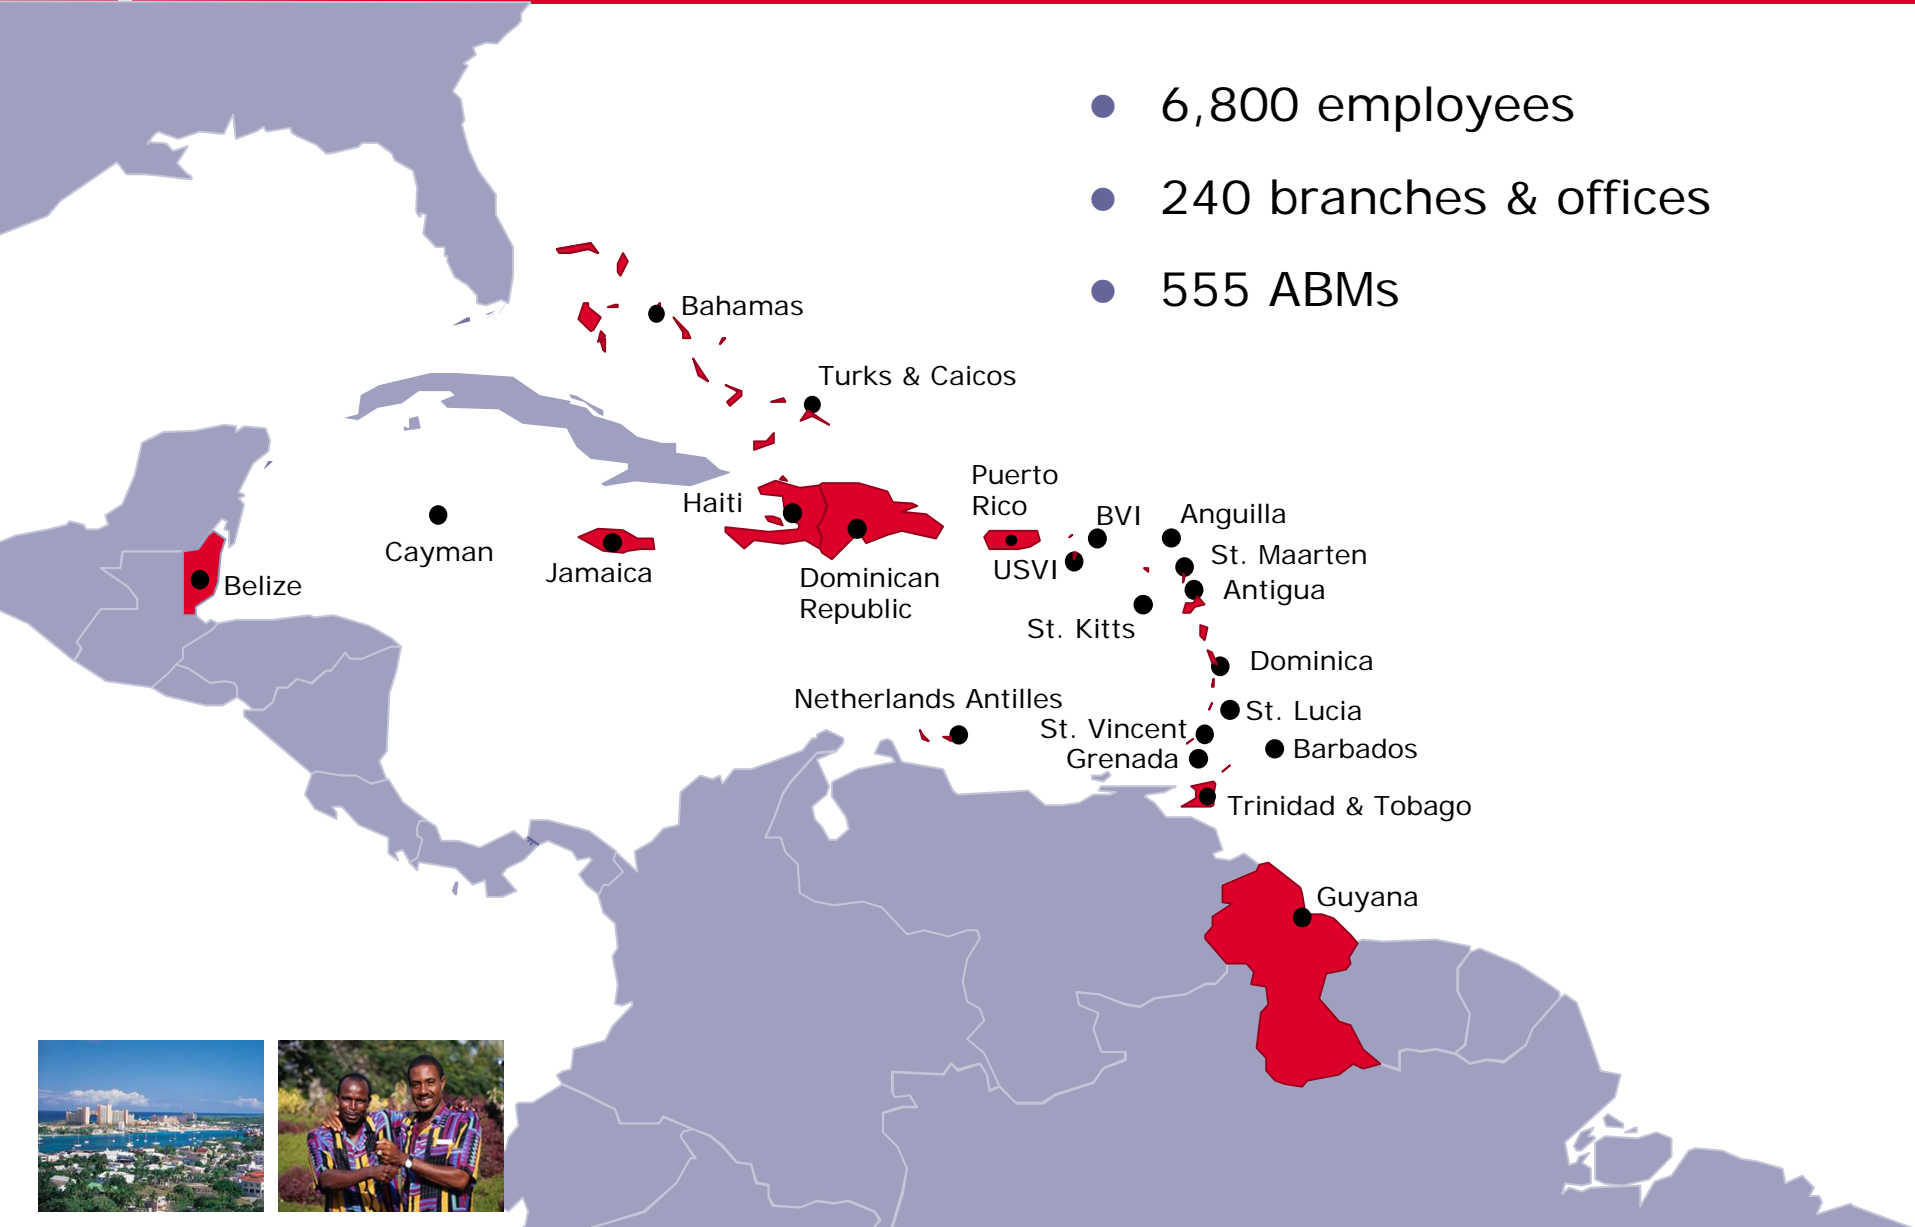 6,800 employees
240 branches & offices
555 ABMs
Bahamas
Turks & Caicos
Puerto
Rico
Haiti
BVI
Anguilla
Cayman
Jamaica
St. Maarten
USVI
Belize
Dominican
Republic
Antigua
St. Kitts
Dominica
Netherlands Antilles
St. Lucia
St. Vincent
Barbados
Grenada
Trinidad & Tobago
Guyana